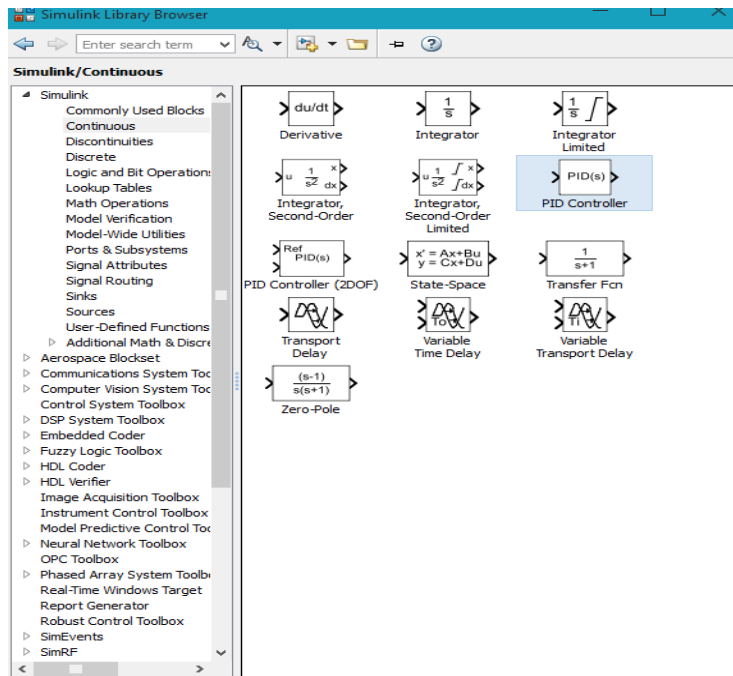 Simulink Library Browser
Enter search term
Simulink/Continuous
Simulink
Commonly Used Blocks
Continuous
Discontinuities
Discrete
Logic and Bit Operation
Lookup Tables
Math Operations
Model Verification
Model-Wide Utilities
Ports & Subsystems
Signal Attributes
Signal Routing
Sinks
Sources
User-Defined Functions
Additional Math & Discre
Aerospace Blockset
Communications System Too
Computer Vision System Too
Control System Toolbox
DSP System Toolbox
Embedded Coder
Fuzzy Logic Toolbox
HDL Coder
HDL Verifier
Image Acquisition Toolbox
Instrument Control Toolbox
Model Predictive Control Too
Neural Network Toolbox
OPC Toolbox
Phased Array System Toolb
Real-Time Windows Target
Report Generator
Robust Control Toolbox
SimEvents
SimRF
du/dt
Derivative
1
s
Integrator
1
s
Integrator
Limited
u 1 x
s2 dx
Integrator,
Second-Order
u 1 x
s2 dx
Integrator,
Second-Order
Limited
PID(s)
PID Controller
Ref
PID(s)
PID Controller (2DOF)
x' = Ax+Bu
y = Cx+Du
State-Space
1
s+1
Transfer Fcn
Transport
Delay
To
Variable
Time Delay
Ti
Variable
Transport Delay
(s-1)
s(s+1)
Zero-Pole